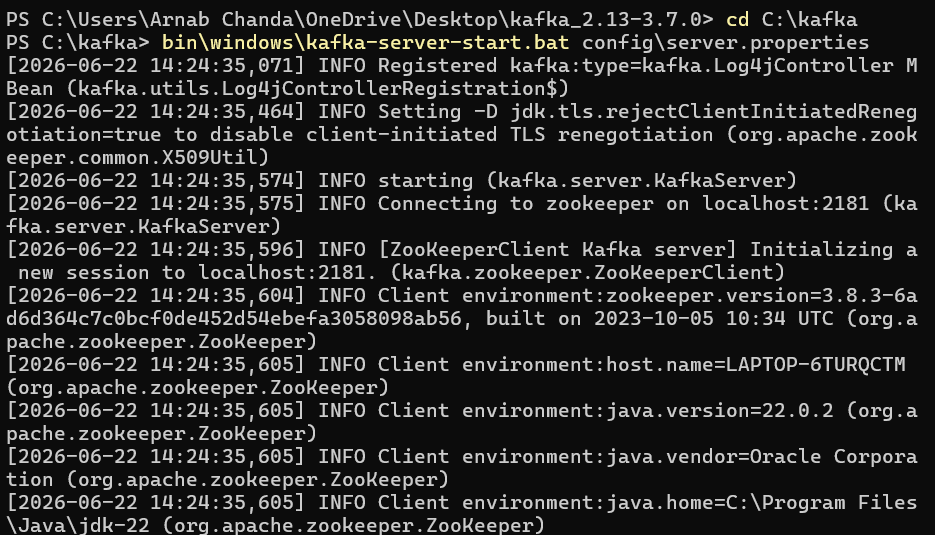 PS C:\Users\Arnab Chanda\OneDrive\Desktop\kafka_2.13-3.7.0> cd C:\kafka
PS C:\kafka> bin\windows\kafka-server-start.bat config\server.properties
[2026-06-22 14:24:35,071] INFO Registered kafka:type=kafka.Log4jController M
Bean (kafka.utils.Log4jControllerRegistration$)
[2026-06-22 14:24:35,464] INFO Setting -D jdk.tls.rejectClientInitiatedReneg
otiation=true to disable client-initiated TLS renegotiation (org.apache.zook
eeper.common.X509Util)
[2026-06-22 14:24:35,574] INFO starting (kafka.server.KafkaServer)
[2026-06-22 14:24:35,575] INFO Connecting to zookeeper on localhost:2181 (ka
fka.server.KafkaServer)
[2026-06-22 14:24:35,596] INFO [ZooKeeperClient Kafka server] Initializing a
 new session to localhost:2181. (kafka.zookeeper.ZooKeeperClient)
[2026-06-22 14:24:35,604] INFO Client environment:zookeeper.version=3.8.3-6a
d6d364c7c0bcf0de452d54ebefa3058098ab56, built on 2023-10-05 10:34 UTC (org.a
pache.zookeeper.ZooKeeper)
[2026-06-22 14:24:35,605] INFO Client environment:host.name=LAPTOP-6TURQCTM
(org.apache.zookeeper.ZooKeeper)
[2026-06-22 14:24:35,605] INFO Client environment:java.version=22.0.2 (org.a
pache.zookeeper.ZooKeeper)
[2026-06-22 14:24:35,605] INFO Client environment:java.vendor=Oracle Corpora
tion (org.apache.zookeeper.ZooKeeper)
[2026-06-22 14:24:35,605] INFO Client environment:java.home=C:\Program Files
\Java\jdk-22 (org.apache.zookeeper.ZooKeeper)